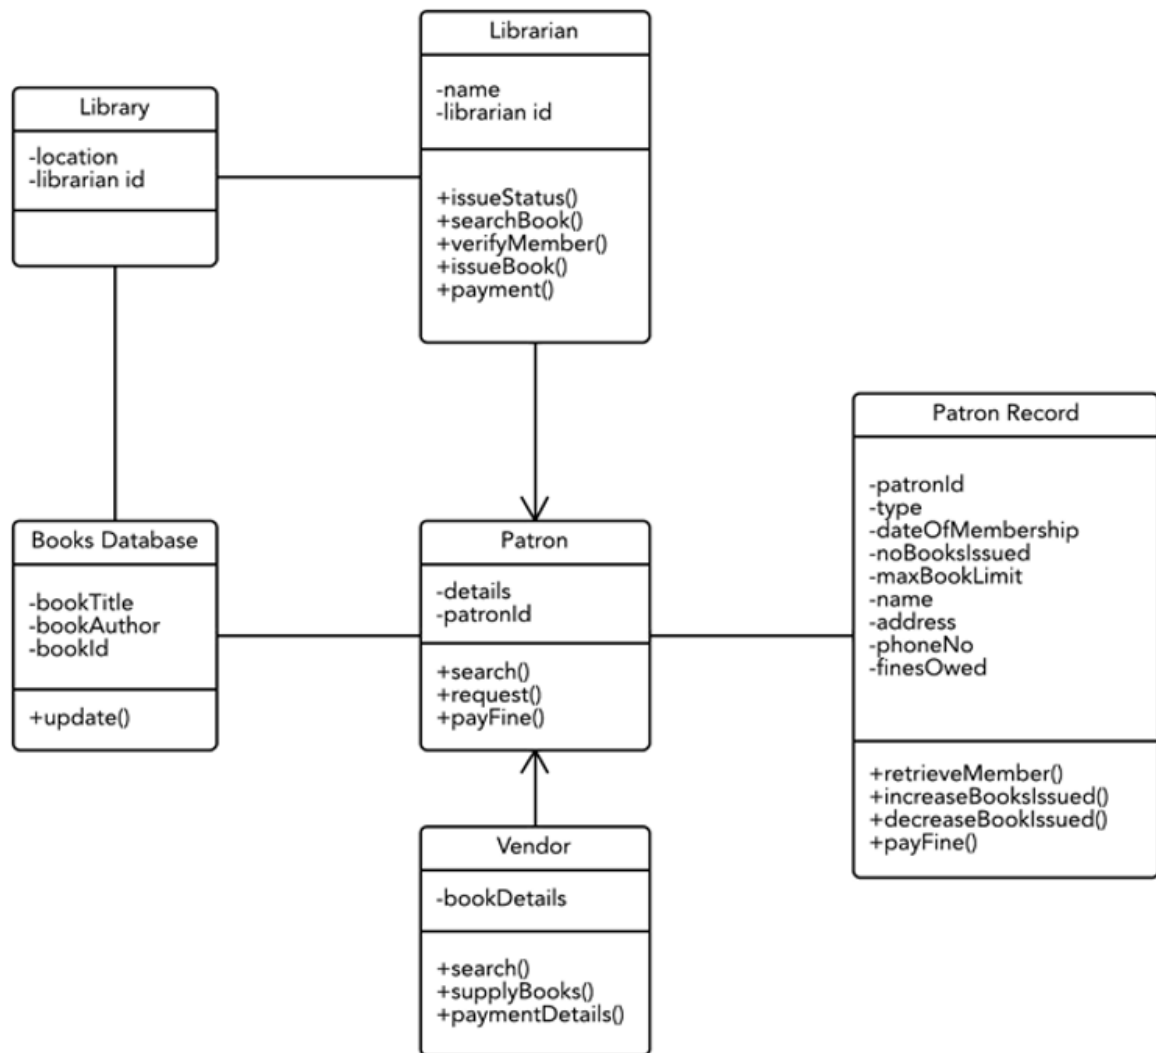 Librarian
-name
-librarian id
+issueStatus()
+searchBook()
+verifyMember()
+issueBook()
+payment()
Library
-location
-librarian id
Patron Record
-patronId
-type
-dateOfMembership
-noBooksIssued
-maxBookLimit
-name
-address
-phoneNo
-finesOwed
+retrieveMember()
+increaseBooksIssued()
+decreaseBookIssued()
+payFine()
Books Database
-bookTitle
-bookAuthor
-bookId
+update()
Patron
-details
-patronId
+search()
+request()
+payFine()
Vendor
-bookDetails
+search()
+supplyBooks()
+paymentDetails()